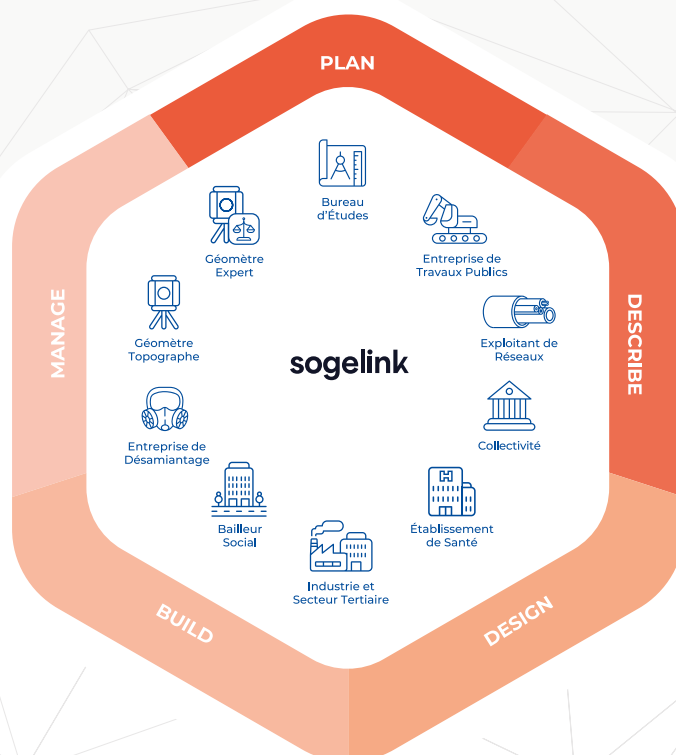 PLAN
DESCRIBE
DESIGN
BUILD
MANAGE
Bureau
d'Études
Entreprise de
Travaux Publics
Exploitant de
Réseaux
Collectivité
Établissement
de Santé
Industrie et
Secteur Tertiaire
Bailleur
Social
Entreprise de
Désamiantage
Géomètre
Topographe
Géomètre
Expert
sogelink
H